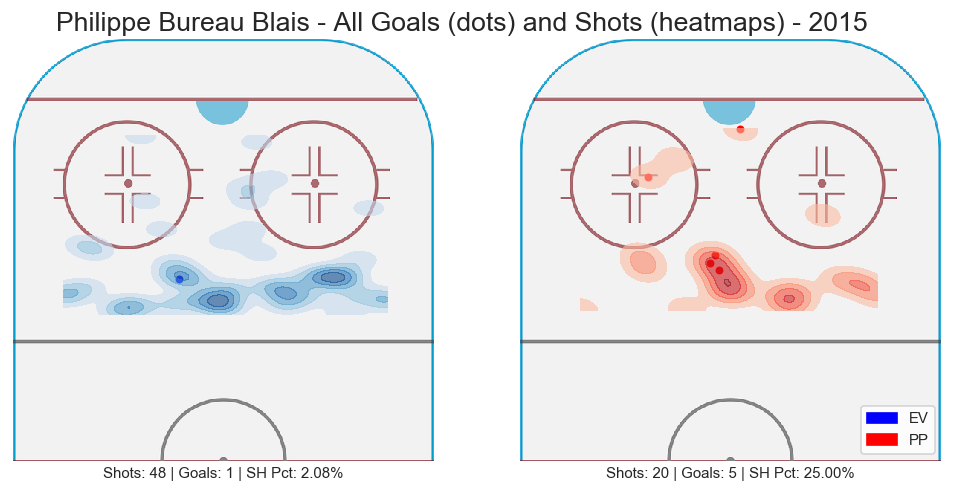 Philippe Bureau Blais - All Goals (dots) and Shots (heatmaps) - 2015
EV
PP
Shots: 48 | Goals: 1 | SH Pct: 2.08%
Shots: 20 | Goals: 5 | SH Pct: 25.00%